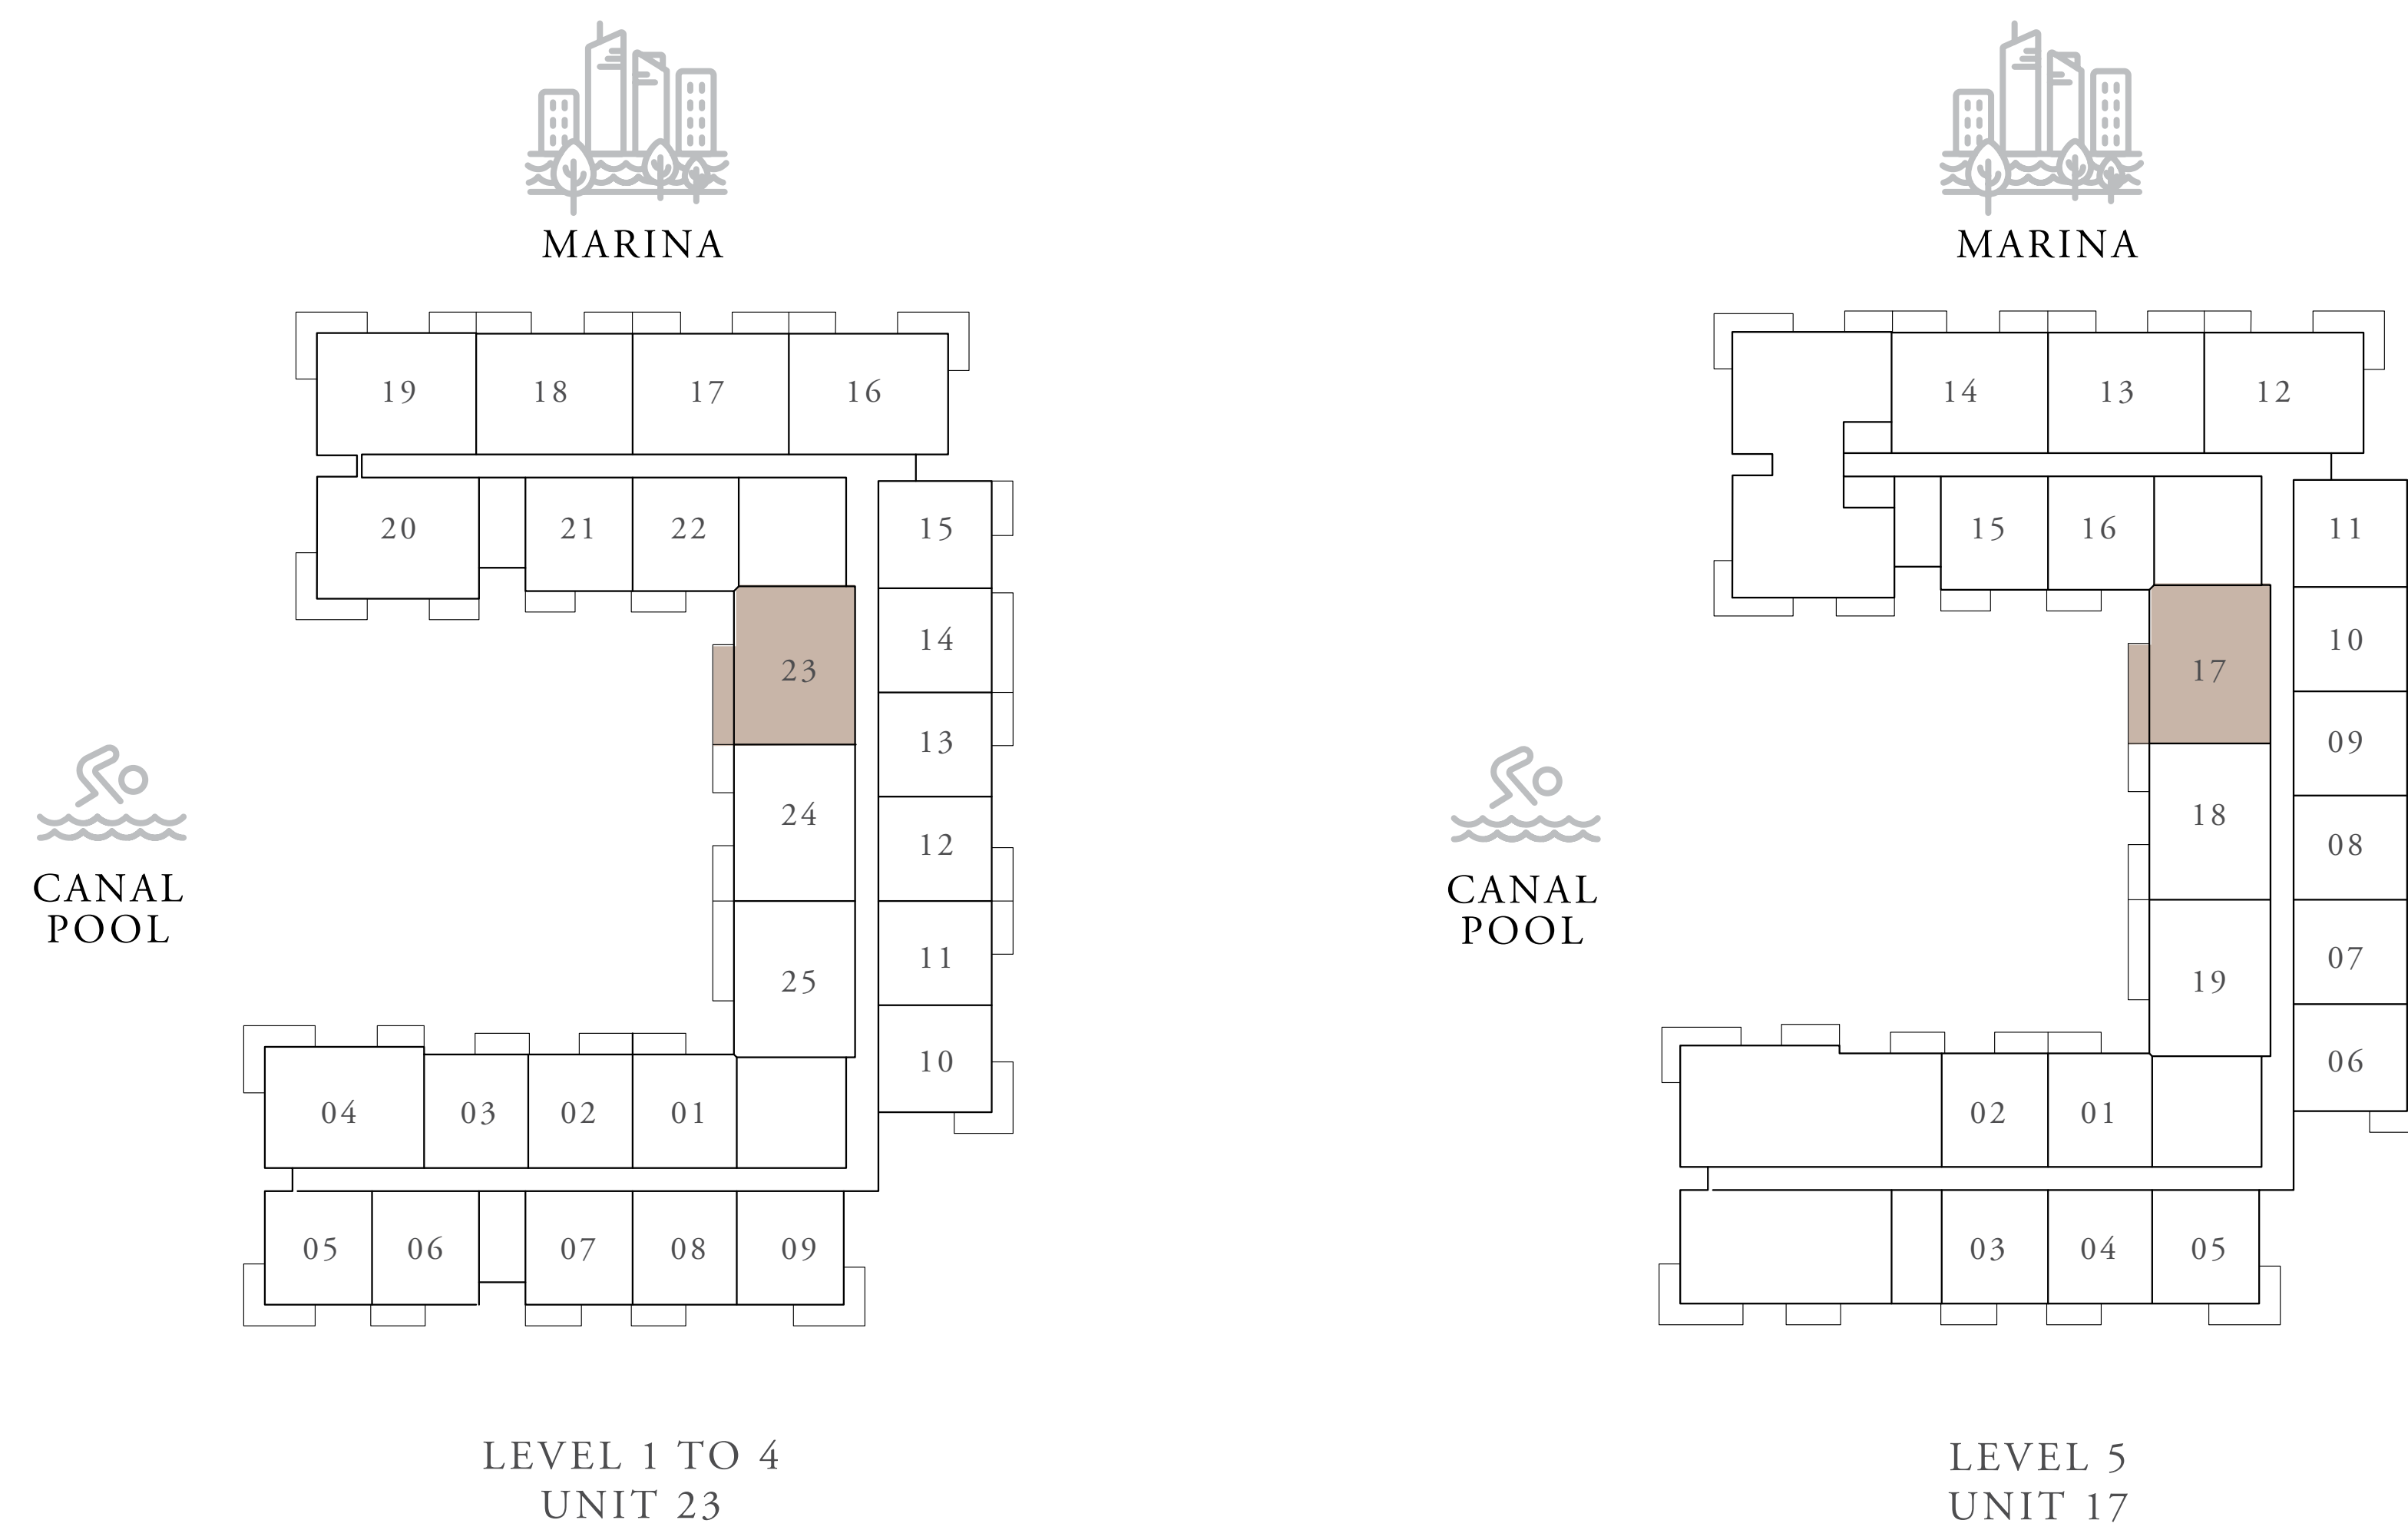 MARINA
19 18 17 16
20 21 22 15
23 14
13
24 12
25 11
10
04 03 02 01
05 06 07 08 09
CANAL
POOL
LEVEL 1 TO 4
UNIT 23
MARINA
14 13 12
15 16 11
17 10
09
18 08
19 07
06
02 01
03 04 05
CANAL
POOL
LEVEL 5
UNIT 17